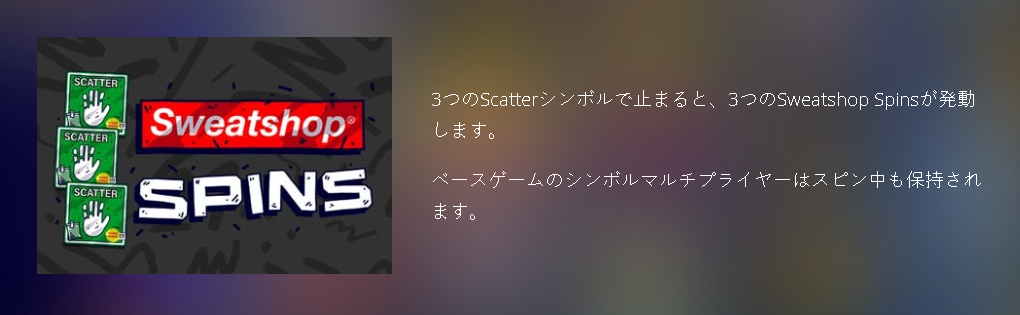 SCATTER
SCATTER
SCATTER
Sweatshop®
SPINS
3つのScatterシンボルで止まると、3つのSweatshop Spinsが発動
します。
ベースゲームのシンボルマルチプライヤーはスピン中も保持され
ます。